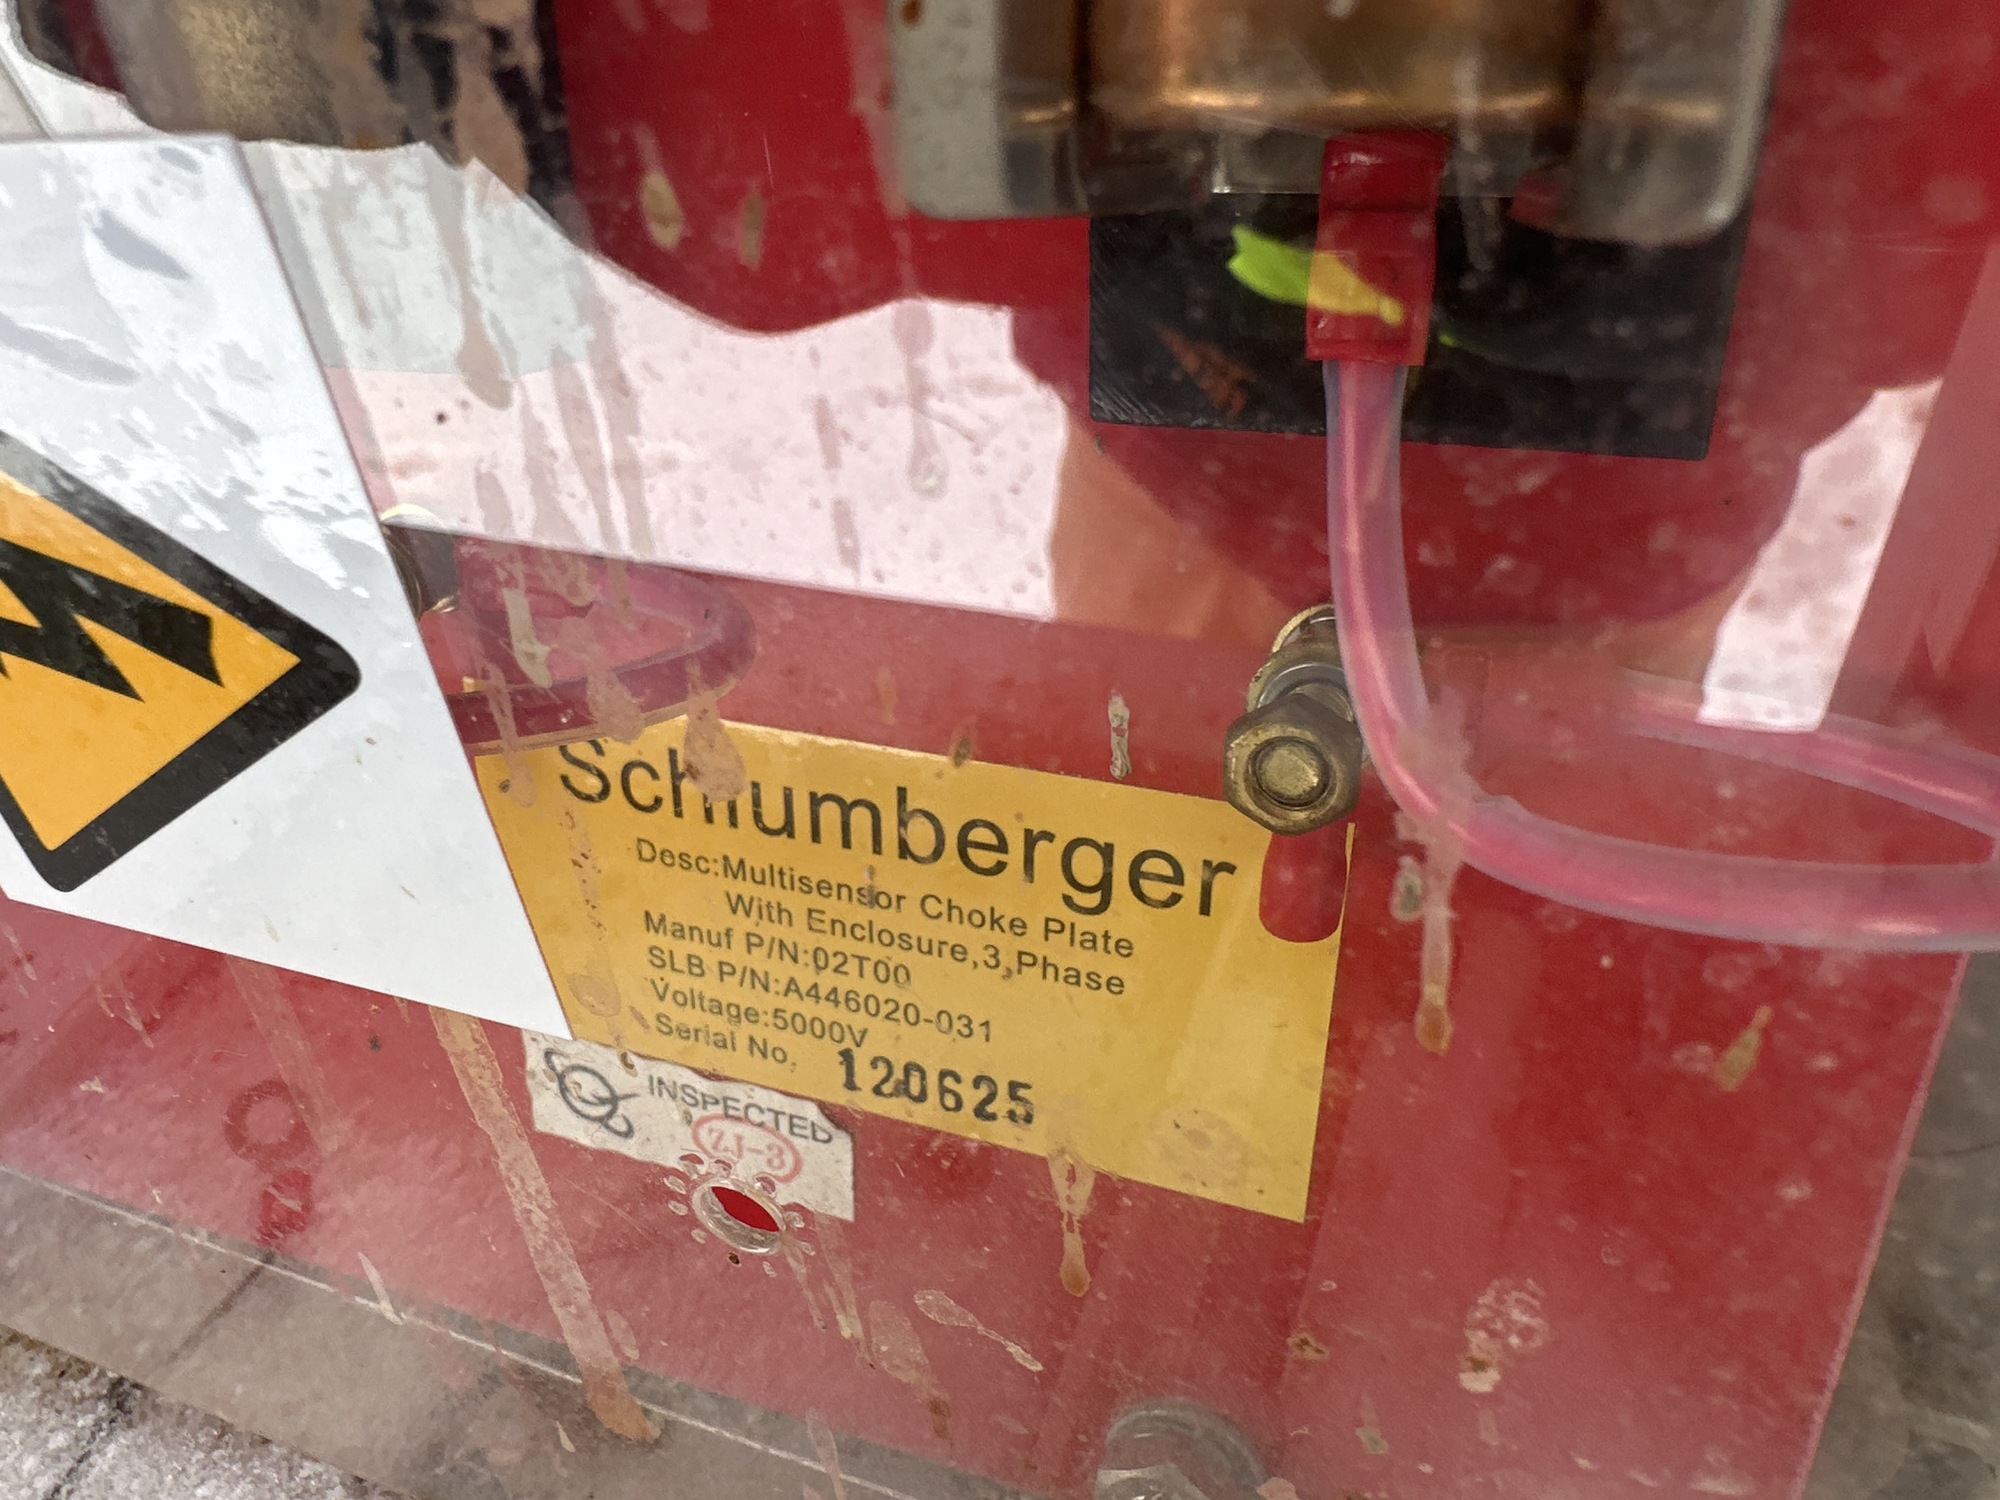 Schlumberger
Desc:Multisensor Choke Plate
With Enclosure,3,Phase
Manuf P/N:02T00
SLB P/N:A446020-031
Voltage:5000V
Serial No, 120625
INSPECTED
ZJ-3